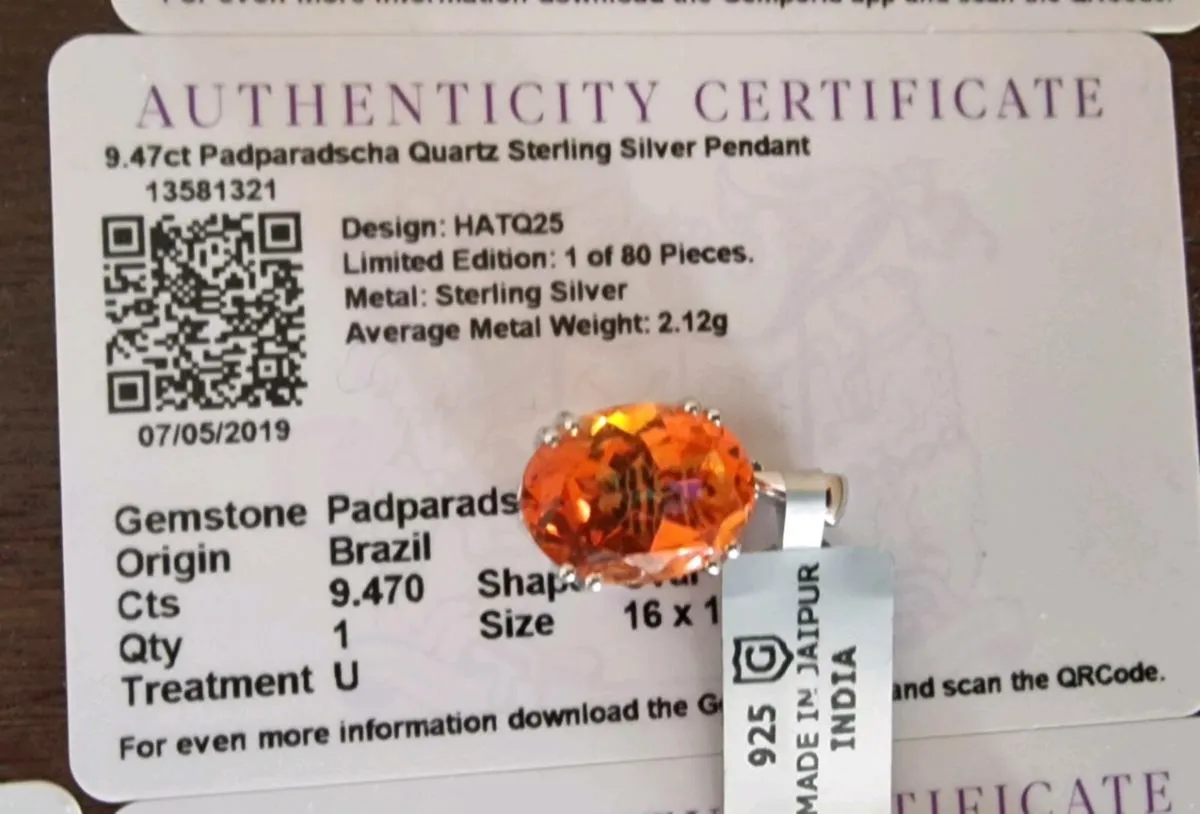 AUTHENTICITY CERTIFICATE
9.47ct Padparadscha Quartz Sterling Silver Pendant
13581321
Design: HATQ25
Limited Edition: 1 of 80 Pieces.
Metal: Sterling Silver
Average Metal Weight: 2.12g
07/05/2019
Gemstone Padparads
Origin Brazil
Cts 9.470 Shap
Qty 1 Size 16 x 1
Treatment U
For even more information download the G and scan the QRCode.
925 G
MADE IN JAIPUR
INDIA
TIFICATE